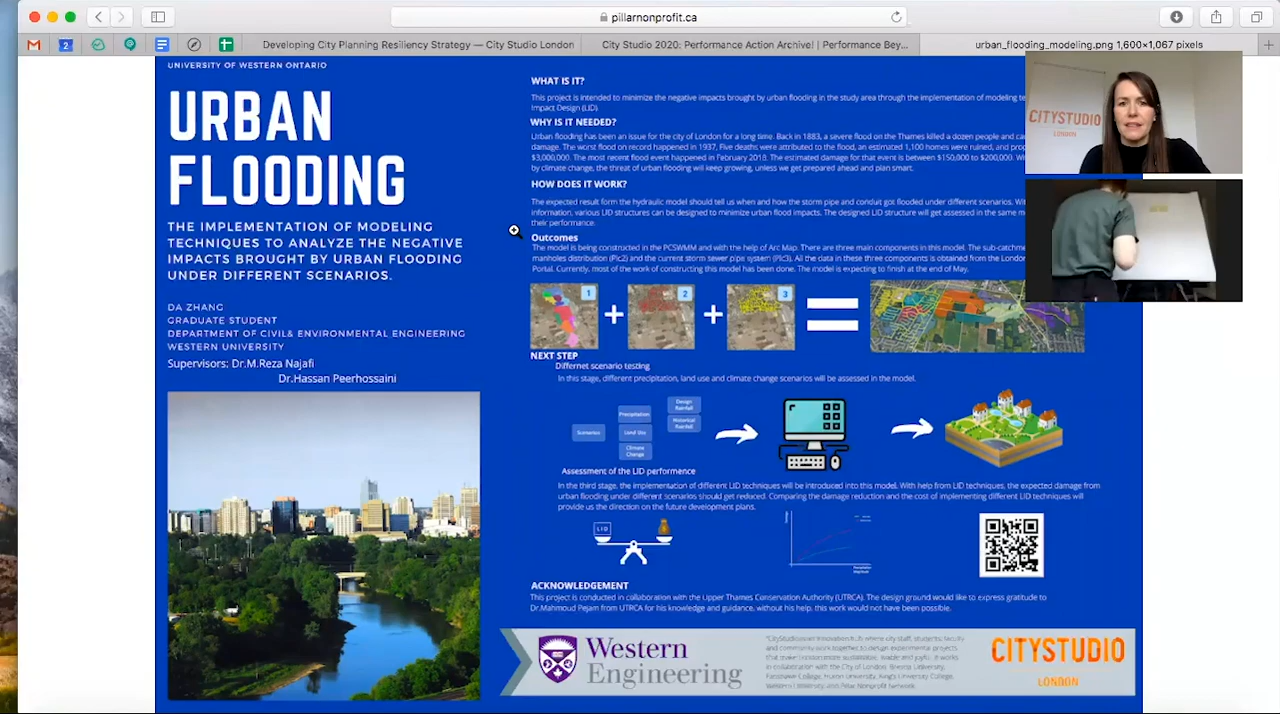 pillarnonprofit.ca
2
Developing City Planning Resiliency Strategy — City Studio London
City Studio 2020: Performance Action Archive! | Performance Bey...
urban_flooding_modeling.png 1,600×1,067 pixels
UNIVERSITY OF WESTERN ONTARIO
URBAN
FLOODING
THE IMPLEMENTATION OF MODELING
TECHNIQUES TO ANALYZE THE NEGATIVE
IMPACTS BROUGHT BY URBAN FLOODING
UNDER DIFFERENT SCENARIOS.
DA ZHANG
GRADUATE STUDENT
DEPARTMENT OF CIVIL& ENVIRONMENTAL ENGINEERING
WESTERN UNIVERSITY
Supervisors: Dr.M.Reza Najafi
Dr.Hassan Peerhossaini
WHAT IS IT?
This project is intended to minimize the negative impacts brought by urban flooding in the study area through the implementation of modeling
Impact Design (LID).
WHY IS IT NEEDED?
Urban flooding has been an issue for the city of London for a long time. Back in 1883, a severe flood on the Thames killed a dozen people and
damage. The worst flood on record happened in 1937, Five deaths were attributed to the flood, an estimated 1,100 homes were ruined, and
$3,000,000. The most recent flood event happened in February 2018. The estimated damage for that event is between $150,000 to $200,000.
by climate change, the threat of urban flooding will keep growing, unless we get prepared ahead and plan smart.
HOW DOES IT WORK?
The expected result form the hydraulic model should tell us when and how the storm pipe and conduit got flooded under different scenarios.
information, various LID structures can be designed to minimize urban flood impacts. The designed LID structure will get assessed in the same
their performance.
Outcomes
The model is being constructed in the PCSWMM and with the help of Arc Map. There are three main components in this model. The
manholes distribution (Pic2) and the current storm sewer pipe system (Pic3). All the data in these three components is obtained from the London
Portal. Currently, most of the work of constructing this model has been done. The model is expecting to finish at the end of May.
1
2
3
NEXT STEP
Differnet scenario testing
In this stage, different precipitation, land use and climate change scenarios will be assessed in the model.
Scenarios
Precipitation
Land Use
Climate
Change
Design
Rainfall
Historical
Rainfall
Assessment of the LID performance
In the third stage, the implementation of different LID techniques will be introduced into this model. With help from LID techniques, the expected damage from
urban flooding under different scenarios should get reduced. Comparing the damage reduction and the cost of implementing different LID techniques will
provide us the direction on the future development plans.
LID
Precipitation
Magnitude
ACKNOWLEDGEMENT
This project is conducted in collaboration with the Upper Thames Conservation Authority (UTRCA). The design ground would like to express gratitude to
Dr.Mahmoud Pejam from UTRCA for his knowledge and guidance, without his help, this work would not have been possible.
Western
Engineering
"CityStudio is an innovation hub where city staff, students, faculty
and community work together to design experimental projects
that make London more sustainable, livable and joyful. It works
in collaboration with the City of London, Brescia University,
Fanshawe College, Huron University, King's University College,
Western University, and Pillar Nonprofit Network.
CITYSTUDIO
LONDON
CITYSTUDIO
LONDON